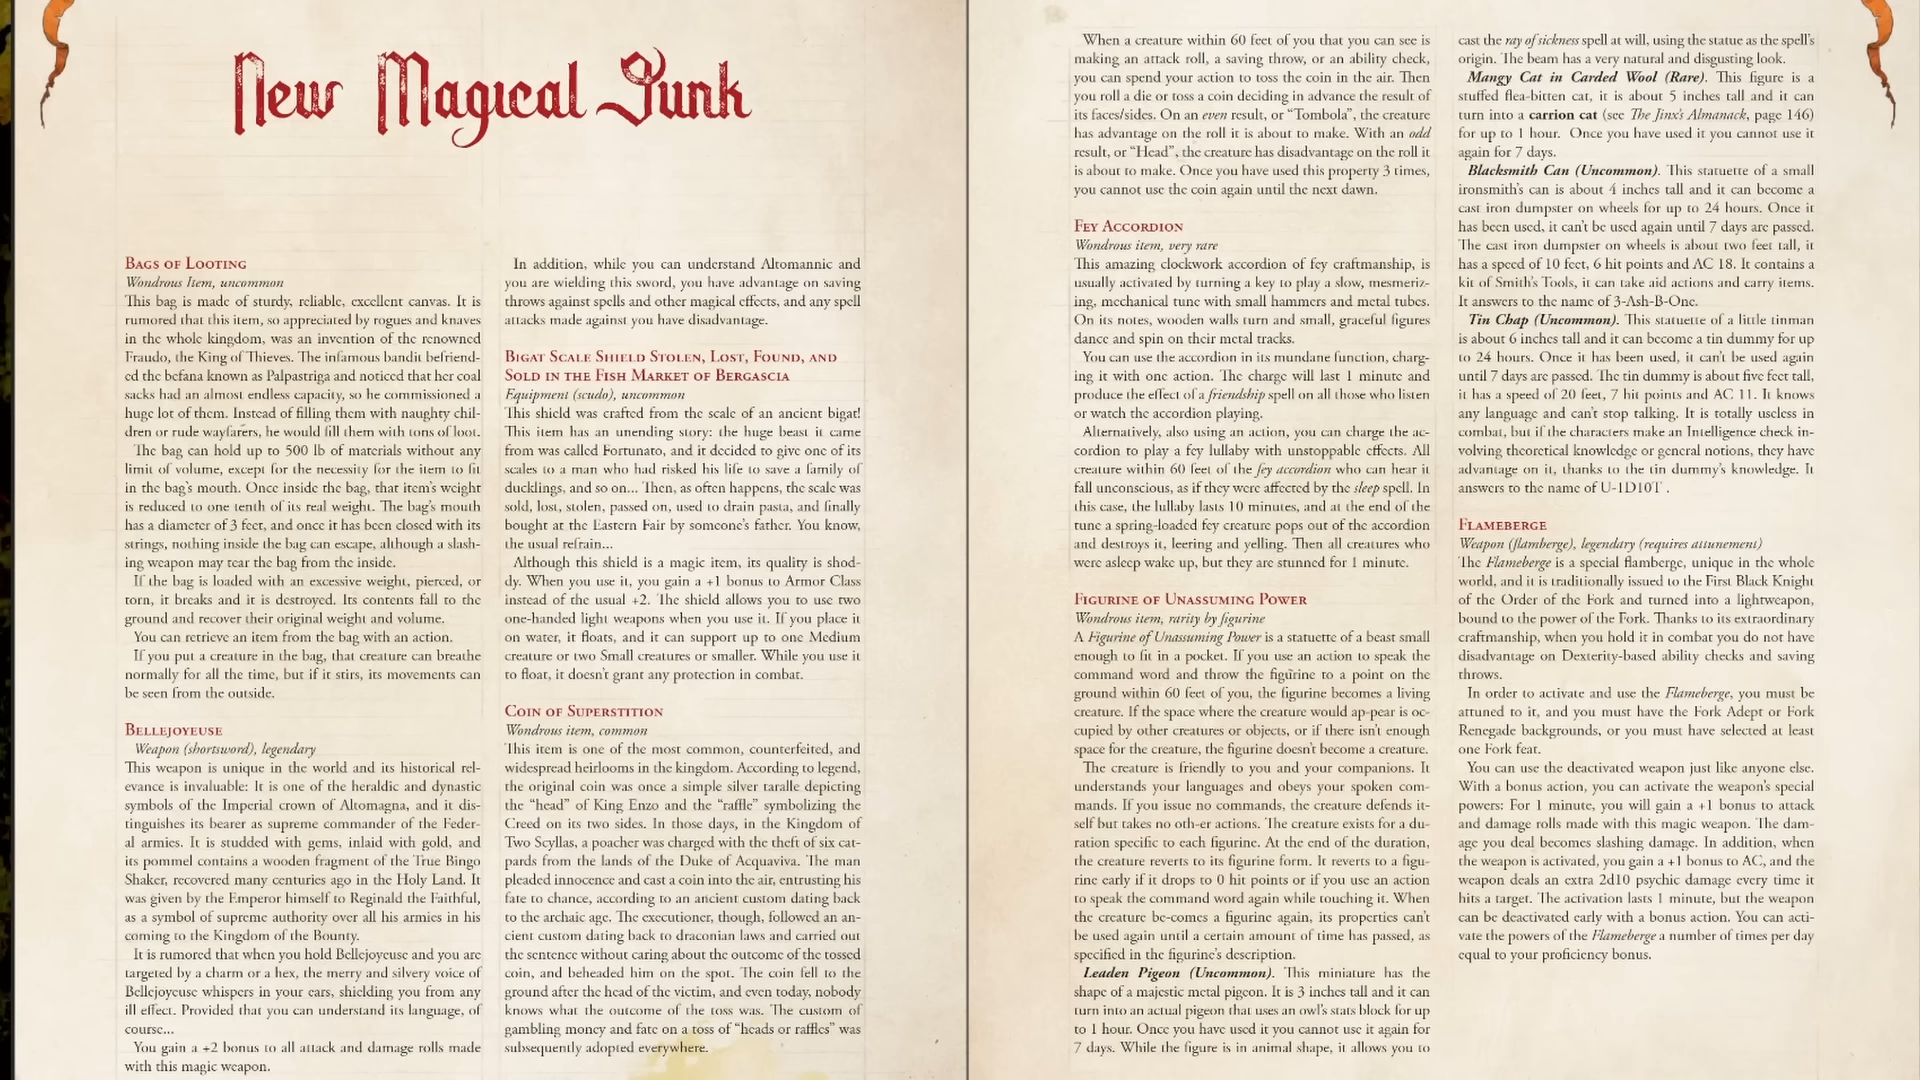 New Magical Junk
Bags of Looting
Wondrous Item, uncommon
This bag is made of sturdy, reliable, excellent canvas. It is
rumored that this item, so appreciated by rogues and knaves
in the whole kingdom, was an invention of the renowned
Fraudo, the King of Thieves. The infamous bandit befriend-
ed the befana known as Palpastriga and noticed that her coal
sacks had an almost endless capacity, so he commissioned a
huge lot of them. Instead of filling them with naughty chil-
dren or rude wayfarers, he would fill them with tons of loot.
The bag can hold up to 500 lb of materials without any
limit of volume, except for the necessity for the item to fit
in the bag's mouth. Once inside the bag, that item's weight
is reduced to one tenth of its real weight. The bag's mouth
has a diameter of 3 feet, and once it has been closed with its
strings, nothing inside the bag can escape, although a slash-
ing weapon may tear the bag from the inside.
If the bag is loaded with an excessive weight, pierced, or
torn, it breaks and it is destroyed. Its contents fall to the
ground and recover their original weight and volume.
You can retrieve an item from the bag with an action.
If you put a creature in the bag, that creature can breathe
normally for all the time, but if it stirs, its movements can
be seen from the outside.
Bellejoyeuse
Weapon (shortsword), legendary
This weapon is unique in the world and its historical rel-
evance is invaluable: It is one of the heraldic and dynastic
symbols of the Imperial crown of Altomagna, and it dis-
tinguishes its bearer as supreme commander of the Feder-
al armies. It is studded with gems, inlaid with gold, and
its pommel contains a wooden fragment of the True Bingo
Shaker, recovered many centuries ago in the Holy Land. It
was given by the Emperor himself to Reginald the Faithful,
as a symbol of supreme authority over all his armies in his
coming to the Kingdom of the Bounty.
It is rumored that when you hold Bellejoyeuse and you are
targeted by a charm or a hex, the merry and silvery voice of
Bellejoyeuse whispers in your ears, shielding you from any
ill effect. Provided that you can understand its language, of
course...
You gain a +2 bonus to all attack and damage rolls made
with this magic weapon.
In addition, while you can understand Altomannic and
you are wielding this sword, you have advantage on saving
throws against spells and other magical effects, and any spell
attacks made against you have disadvantage.
Bigat Scale Shield Stolen, Lost, Found, and
Sold in the Fish Market of Bergascia
Equipment (scudo), uncommon
This shield was crafted from the scale of an ancient bigat!
This item has an unending story: the huge beast it came
from was called Fortunato, and it decided to give one of its
scales to a man who had risked his life to save a family of
ducklings, and so on... Then, as often happens, the scale was
sold, lost, stolen, passed on, used to drain pasta, and finally
bought at the Eastern Fair by someone's father. You know,
the usual refrain...
Although this shield is a magic item, its quality is shod-
dy. When you use it, you gain a +1 bonus to Armor Class
instead of the usual +2. The shield allows you to use two
one-handed light weapons when you use it. If you place it
on water, it floats, and it can support up to one Medium
creature or two Small creatures or smaller. While you use it
to float, it doesn't grant any protection in combat.
Coin of Superstition
Wondrous item, common
This item is one of the most common, counterfeited, and
widespread heirlooms in the kingdom. According to legend,
the original coin was once a simple silver taralle depicting
the “head” of King Enzo and the “raffle” symbolizing the
Creed on its two sides. In those days, in the Kingdom of
Two Scyllas, a poacher was charged with the theft of six cat-
pards from the lands of the Duke of Acquaviva. The man
pleaded innocence and cast a coin into the air, entrusting his
fate to chance, according to an ancient custom dating back
to the archaic age. The executioner, though, followed an an-
cient custom dating back to draconian laws and carried out
the sentence without caring about the outcome of the tossed
coin, and beheaded him on the spot. The coin fell to the
ground after the head of the victim, and even today, nobody
knows what the outcome of the toss was. The custom of
gambling money and fate on a toss of “heads or raffles” was
subsequently adopted everywhere.
When a creature within 60 feet of you that you can see is
making an attack roll, a saving throw, or an ability check,
you can spend your action to toss the coin in the air. Then
you roll a die or toss a coin deciding in advance the result of
its faces/sides. On an even result, or “Tombola”, the creature
has advantage on the roll it is about to make. With an odd
result, or “Head”, the creature has disadvantage on the roll it
is about to make. Once you have used this property 3 times,
you cannot use the coin again until the next dawn.
Fey Accordion
Wondrous item, very rare
This amazing clockwork accordion of fey craftmanship, is
usually activated by turning a key to play a slow, mesmeriz-
ing, mechanical tune with small hammers and metal tubes.
On its notes, wooden walls turn and small, graceful figures
dance and spin on their metal tracks.
You can use the accordion in its mundane function, charg-
ing it with one action. The charge will last 1 minute and
produce the effect of a friendship spell on all those who listen
or watch the accordion playing.
Alternatively, also using an action, you can charge the ac-
cordion to play a fey lullaby with unstoppable effects. All
creature within 60 feet of the fey accordion who can hear it
fall unconscious, as if they were affected by the sleep spell. In
this case, the lullaby lasts 10 minutes, and at the end of the
tune a spring-loaded fey creature pops out of the accordion
and destroys it, leering and yelling. Then all creatures who
were asleep wake up, but they are stunned for 1 minute.
Figurine of Unassuming Power
Wondrous item, rarity by figurine
A Figurine of Unassuming Power is a statuette of a beast small
enough to fit in a pocket. If you use an action to speak the
command word and throw the figurine to a point on the
ground within 60 feet of you, the figurine becomes a living
creature. If the space where the creature would ap-pear is oc-
cupied by other creatures or objects, or if there isn't enough
space for the creature, the figurine doesn't become a creature.
The creature is friendly to you and your companions. It
understands your languages and obeys your spoken com-
mands. If you issue no commands, the creature defends it-
self but takes no oth-er actions. The creature exists for a du-
ration specific to each figurine. At the end of the duration,
the creature reverts to its figurine form. It reverts to a figu-
rine early if it drops to 0 hit points or if you use an action
to speak the command word again while touching it. When
the creature be-comes a figurine again, its properties can't
be used again until a certain amount of time has passed, as
specified in the figurine's description.
Leaden Pigeon (Uncommon). This miniature has the
shape of a majestic metal pigeon. It is 3 inches tall and it can
turn into an actual pigeon that uses an owl's stats block for up
to 1 hour. Once you have used it you cannot use it again for
7 days. While the figure is in animal shape, it allows you to
cast the ray of sickness spell at will, using the statue as the spell's
origin. The beam has a very natural and disgusting look.
Mangy Cat in Carded Wool (Rare). This figure is a
stuffed flea-bitten cat, it is about 5 inches tall and it can
turn into a carrion cat (see The Jinx's Almanack, page 146)
for up to 1 hour. Once you have used it you cannot use it
again for 7 days.
Blacksmith Can (Uncommon). This statuette of a small
ironsmith's can is about 4 inches tall and it can become a
cast iron dumpster on wheels for up to 24 hours. Once it
has been used, it can't be used again until 7 days are passed.
The cast iron dumpster on wheels is about two feet tall, it
has a speed of 10 feet, 6 hit points and AC 18. It contains a
kit of Smith's Tools, it can take aid actions and carry items.
It answers to the name of 3-Ash-B-One.
Tin Chap (Uncommon). This statuette of a little tinman
is about 6 inches tall and it can become a tin dummy for up
to 24 hours. Once it has been used, it can't be used again
until 7 days are passed. The tin dummy is about five feet tall,
it has a speed of 20 feet, 7 hit points and AC 11. It knows
any language and can't stop talking. It is totally useless in
combat, but if the characters make an Intelligence check in-
volving theoretical knowledge or general notions, they have
advantage on it, thanks to the tin dummy's knowledge. It
answers to the name of U-1D10T .
Flameberge
Weapon (flamberge), legendary (requires attunement)
The Flameberge is a special flamberge, unique in the whole
world, and it is traditionally issued to the First Black Knight
of the Order of the Fork and turned into a lightweapon,
bound to the power of the Fork. Thanks to its extraordinary
craftmanship, when you hold it in combat you do not have
disadvantage on Dexterity-based ability checks and saving
throws.
In order to activate and use the Flameberge, you must be
attuned to it, and you must have the Fork Adept or Fork
Renegade backgrounds, or you must have selected at least
one Fork feat.
You can use the deactivated weapon just like anyone else.
With a bonus action, you can activate the weapon's special
powers: For 1 minute, you will gain a +1 bonus to attack
and damage rolls made with this magic weapon. The dam-
age you deal becomes slashing damage. In addition, when
the weapon is activated, you gain a +1 bonus to AC, and the
weapon deals an extra 2d10 psychic damage every time it
hits a target. The activation lasts 1 minute, but the weapon
can be deactivated early with a bonus action. You can acti-
vate the powers of the Flameberge a number of times per day
equal to your proficiency bonus.